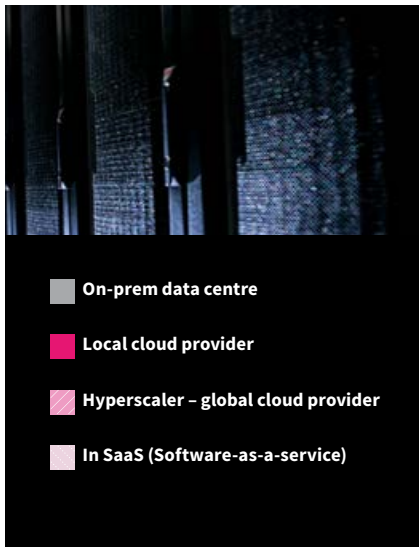 On-prem data centre
Local cloud provider
Hyperscaler – global cloud provider
In SaaS (Software-as-a-service)